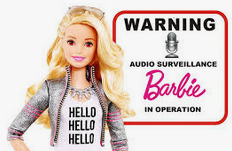 WARNING
AUDIO SURVEILLANCE
Barbie
IN OPERATION
HELLO
HELLO
HELLO